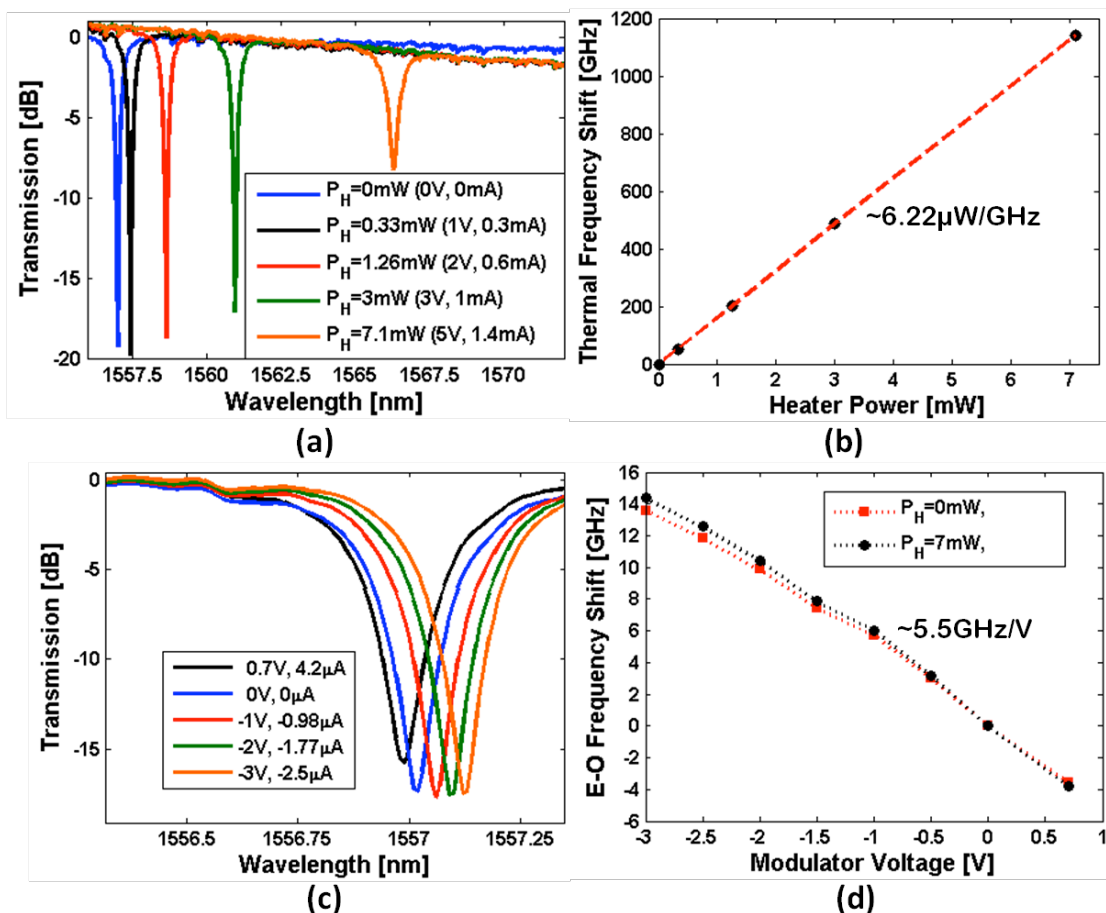 Transmission [dB]
0
-5
-10
-15
-20
P_H=0mW (0V, 0mA)
P_H=0.33mW (1V, 0.3mA)
P_H=1.26mW (2V, 0.6mA)
P_H=3mW (3V, 1mA)
P_H=7.1mW (5V, 1.4mA)
1557.5 1560 1562.5 1565 1567.5 1570
Wavelength [nm]
(a)
Thermal Frequency Shift [GHz]
1200
1000
800
600
400
200
0
~6.22µW/GHz
0 1 2 3 4 5 6 7
Heater Power [mW]
(b)
Transmission [dB]
0
-5
-10
-15
0.7V, 4.2µA
0V, 0µA
-1V, -0.98µA
-2V, -1.77µA
-3V, -2.5µA
1556.5 1556.75 1557 1557.25
Wavelength [nm]
(c)
E-O Frequency Shift [GHz]
16
14
12
10
8
6
4
2
0
-2
-4
-6
P_H=0mW,
P_H=7mW,
~5.5GHz/V
-3 -2.5 -2 -1.5 -1 -0.5 0 0.5 1
Modulator Voltage [V]
(d)